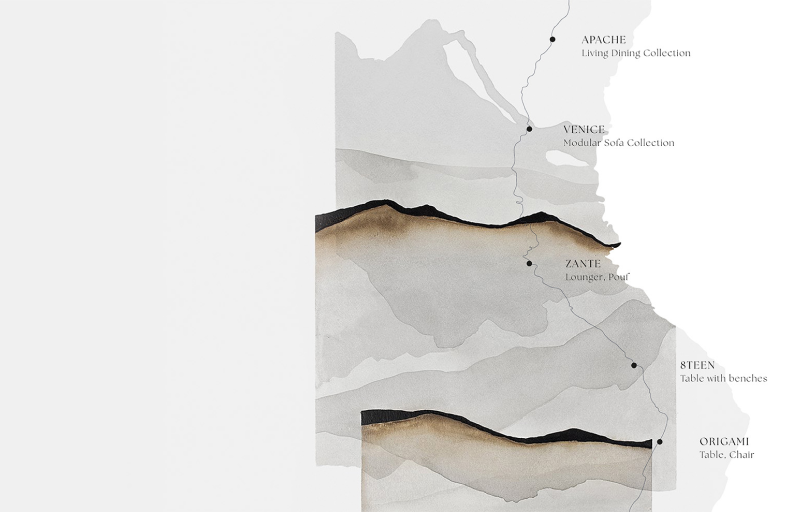 APACHE
Living Dining Collection
VENICE
Modular Sofa Collection
ZANTE
Lounger, Pouf
8TEEN
Table with benches
ORIGAMI
Table, Chair